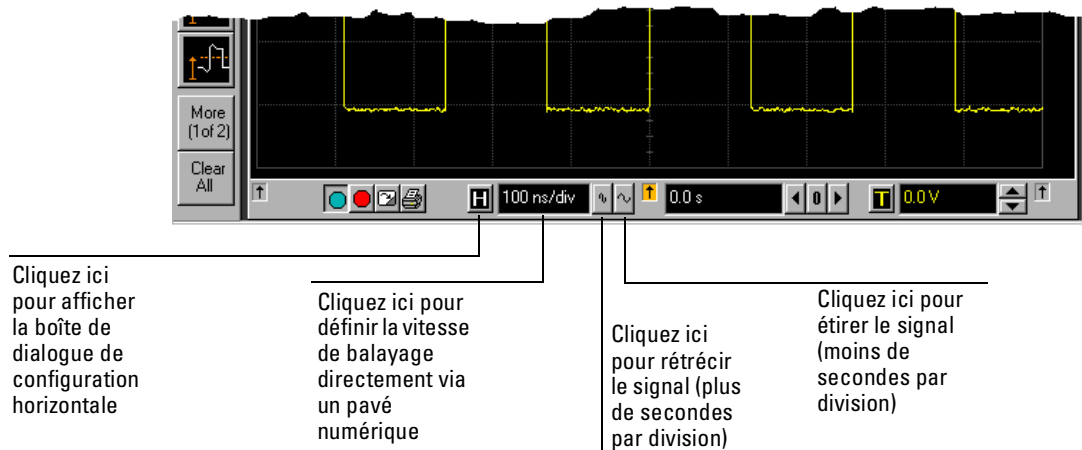 More
(1of 2)
Clear
All
H
100 ns/div
0.0 s
0
T
0.0 V
Cliquez ici
pour afficher
la boîte de
dialogue de
configuration
horizontale
Cliquez ici pour
définir la vitesse
de balayage
directement via
un pavé
numérique
Cliquez ici
pour rétrécir
le signal (plus
de secondes
par division)
Cliquez ici pour
étirer le signal
(moins de
secondes par
division)